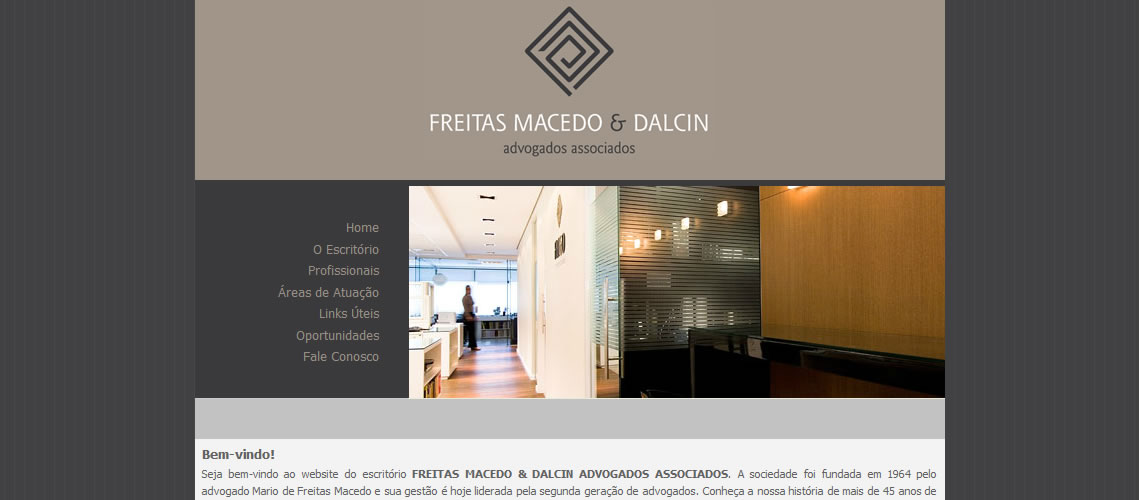 FREITAS MACEDO & DALCIN
advogados associados
Home
O Escritório
Profissionais
Áreas de Atuação
Links Úteis
Oportunidades
Fale Conosco
Bem-vindo!
Seja bem-vindo ao website do escritório FREITAS MACEDO & DALCIN ADVOGADOS ASSOCIADOS. A sociedade foi fundada em 1964 pelo
advogado Mario de Freitas Macedo e sua gestão é hoje liderada pela segunda geração de advogados. Conheça a nossa história de mais de 45 anos de